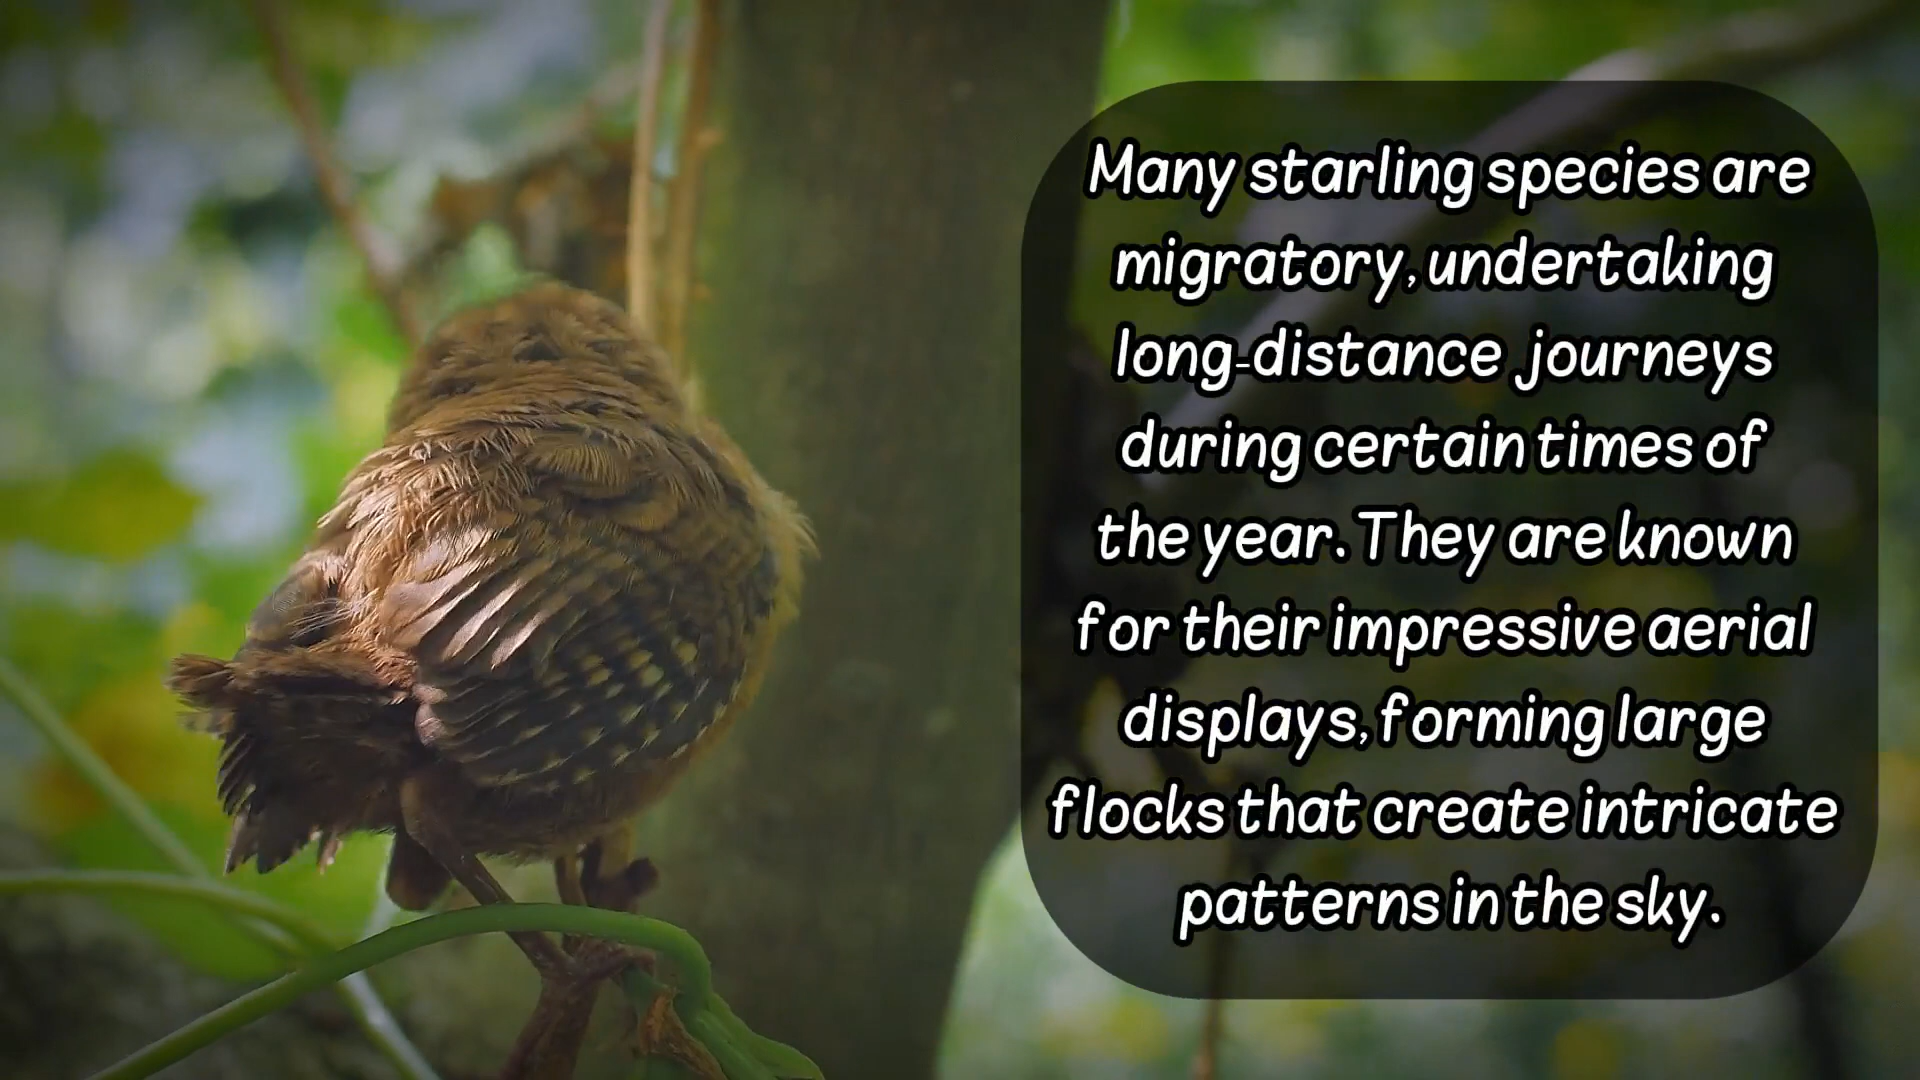 Many starling species are
migratory, undertaking
long-distance journeys
during certain times of
the year. They are known
for their impressive aerial
displays, forming large
flocks that create intricate
patterns in the sky.